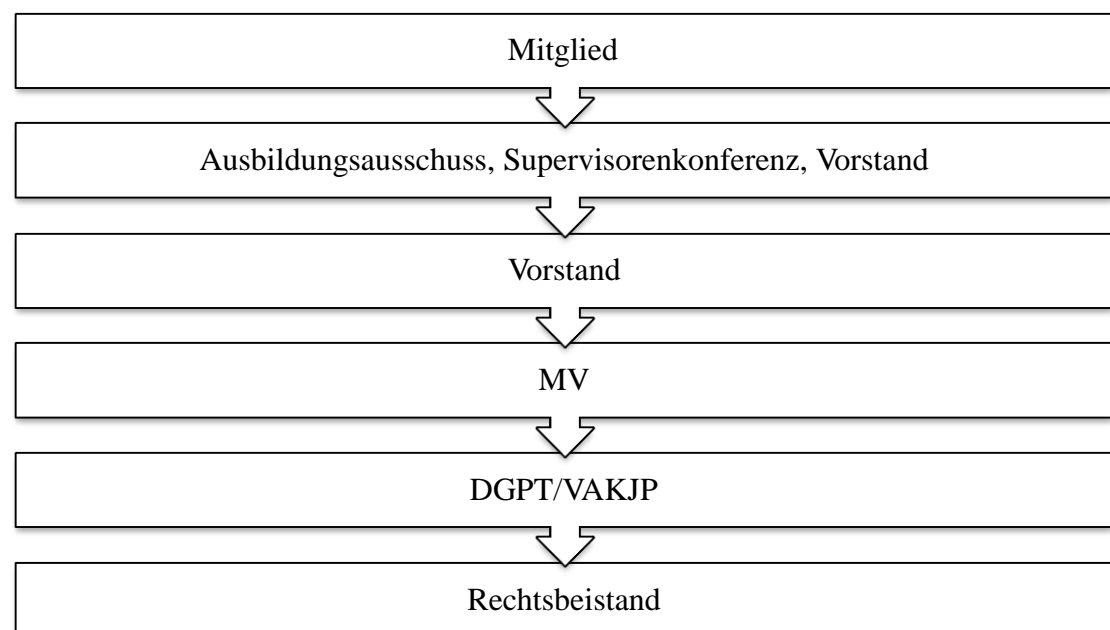 Mitglied
Ausbildungsausschuss, Supervisorenkonferenz, Vorstand
Vorstand
MV
DGPT/VAKJP
Rechtsbeistand